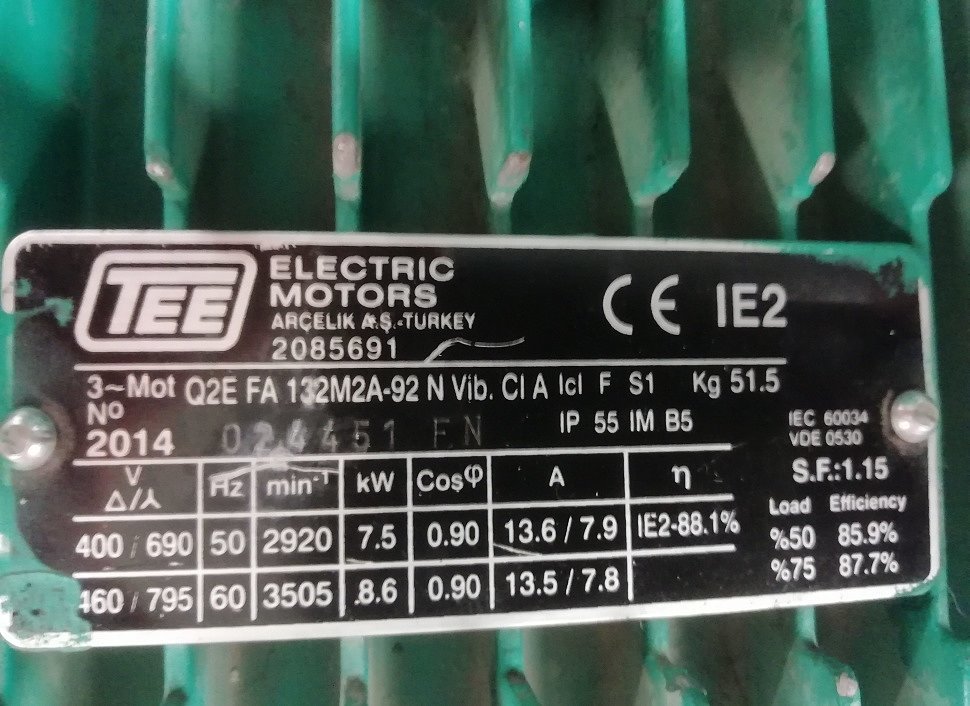 TEE
ELECTRIC
MOTORS
ARÇELİK A.Ş.-TURKEY
2085691
CE IE2
3~Mot Q2E FA 132M2A-92 N Vib. Cl A Icl F S1 Kg 51.5
No
2014 024451 EN IP 55 IM B5
IEC 60034
VDE 0530
S.F.:1.15
V Hz min-¹ kW Cosφ A η
Δ/⅄
400 / 690 50 2920 7.5 0.90 13.6 / 7.9 IE2-88.1%
460 / 795 60 3505 8.6 0.90 13.5 / 7.8
Load Efficiency
%50 85.9%
%75 87.7%